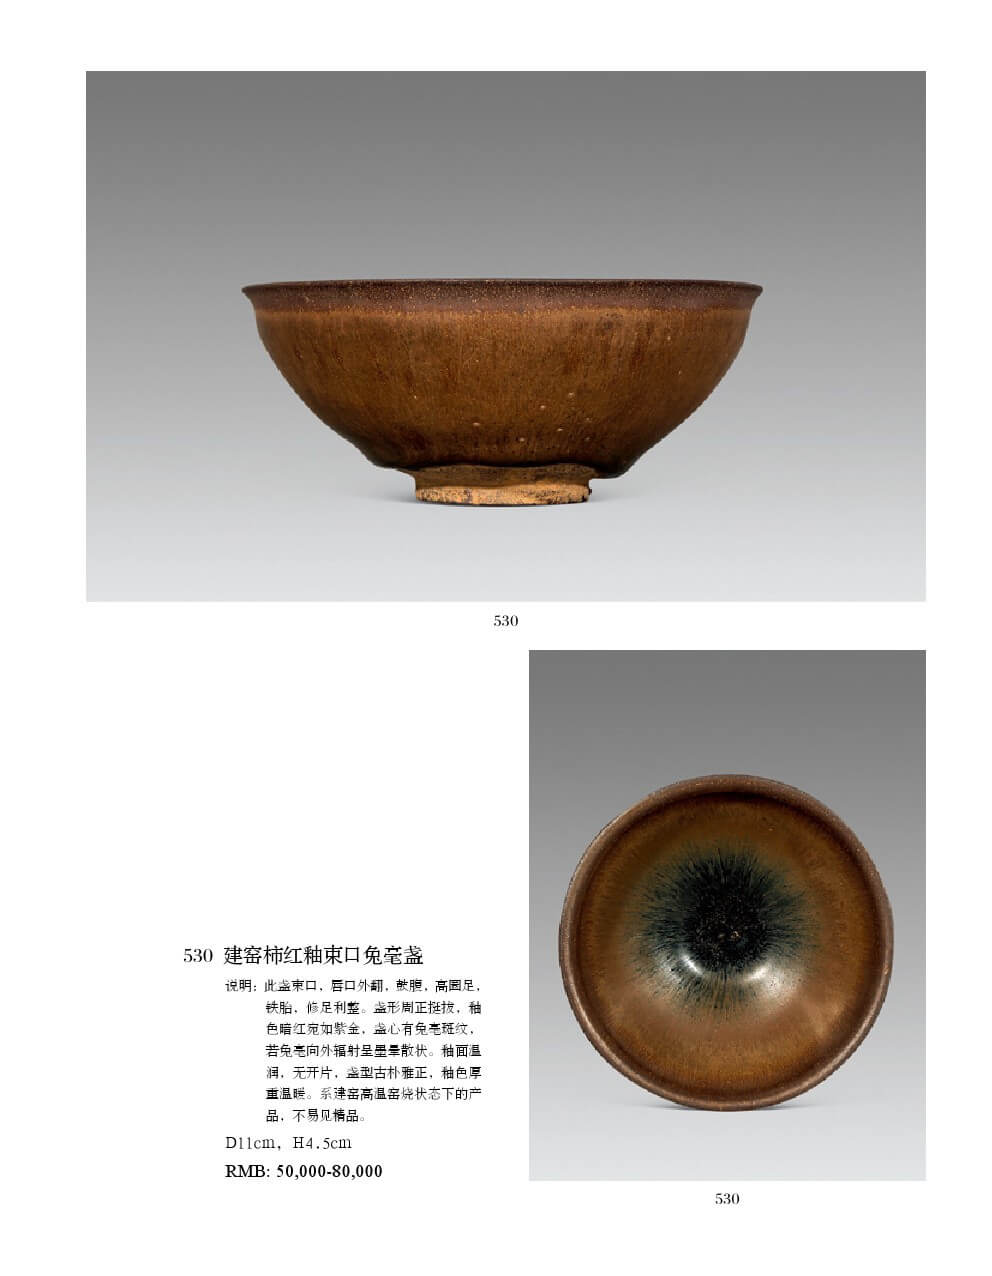 530
530 建窑柿红釉束口兔毫盏
说明：此盏束口，唇口外翻，鼓腹，高圈足，
铁胎，修足利整。盏形周正挺拔，釉
色暗红宛如紫金，盏心有兔毫斑纹，
若兔毫向外辐射呈墨晕散状。釉面温
润，无开片，盏型古朴雅正，釉色厚
重温暖。系建窑高温窑烧状态下的产
品，不易见精品。
D11cm，H4.5cm
RMB: 50,000-80,000
530